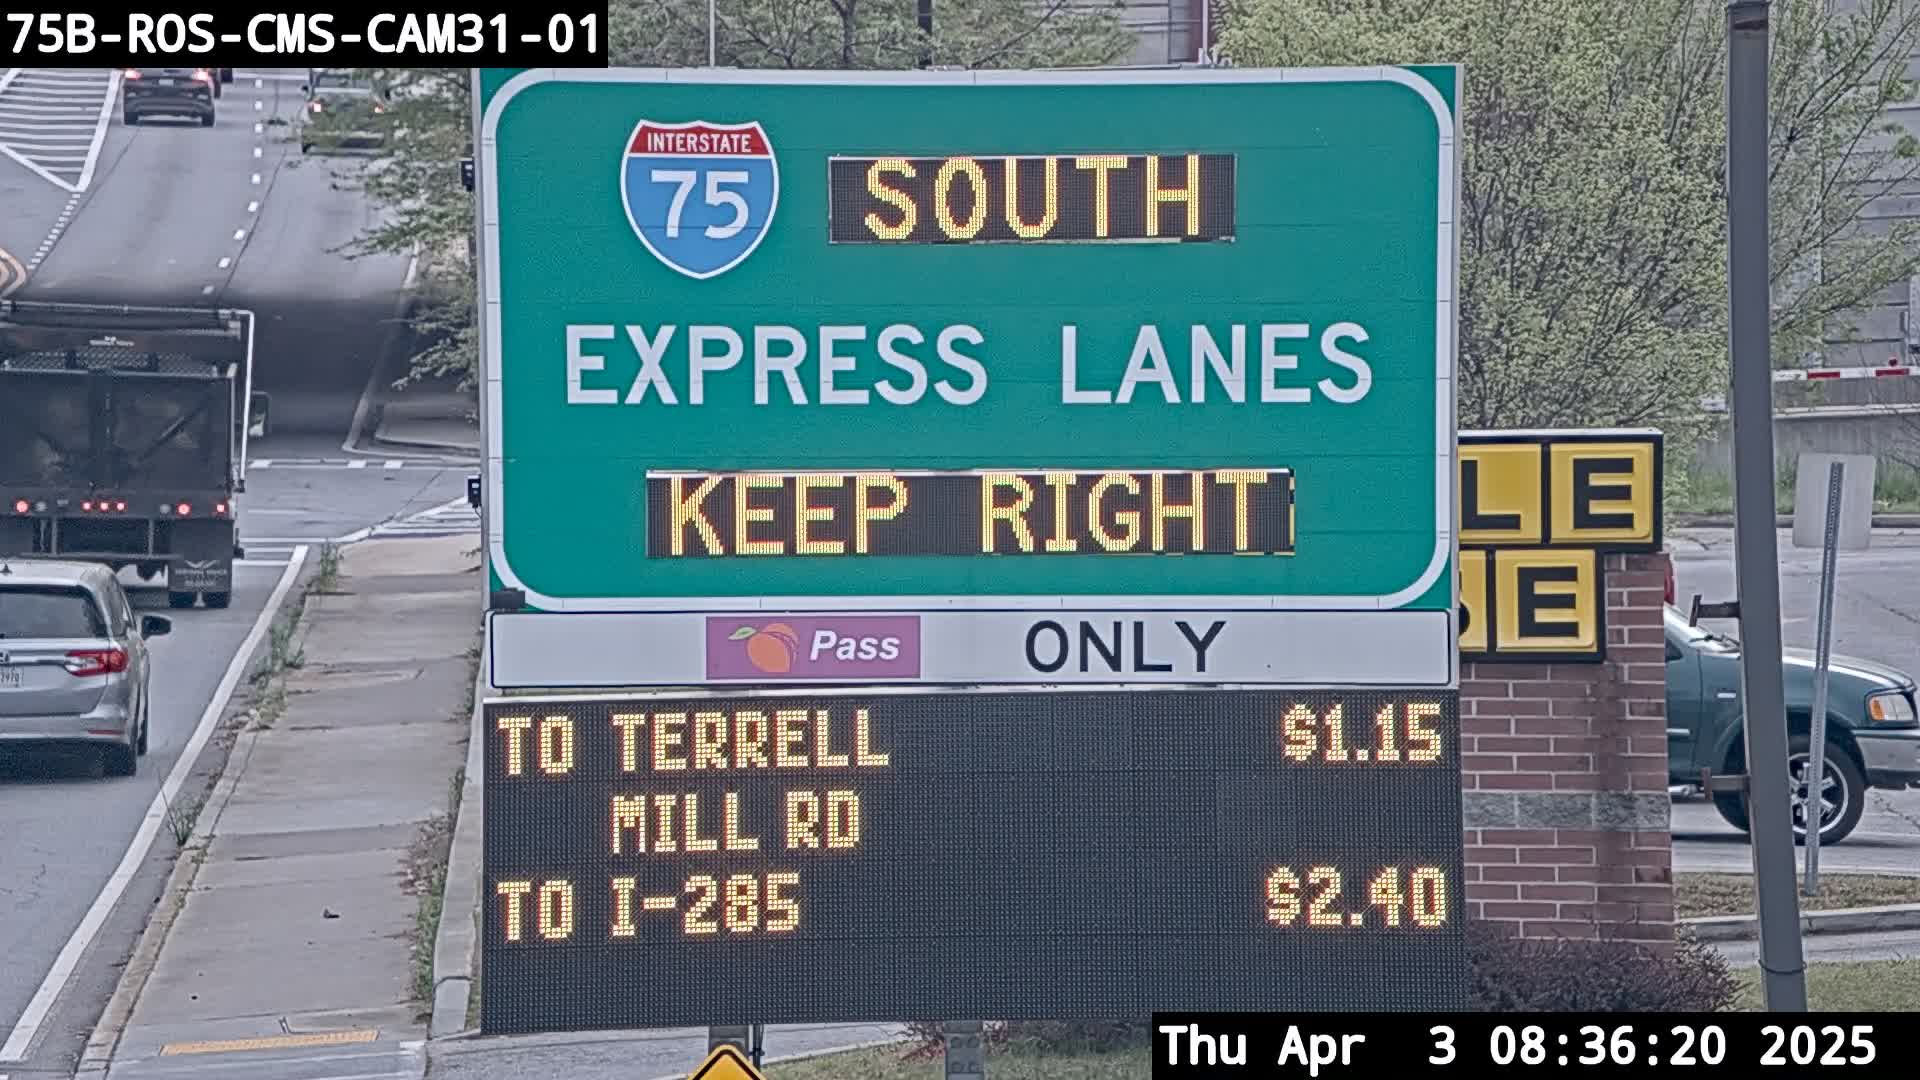 75B-ROS-CMS-CAM31-01
INTERSTATE
75
SOUTH
EXPRESS LANES
KEEP RIGHT
Pass ONLY
TO TERRELL $1.15
MILL RD
TO I-285 $2.40
LE
E
Thu Apr 3 08:36:20 2025